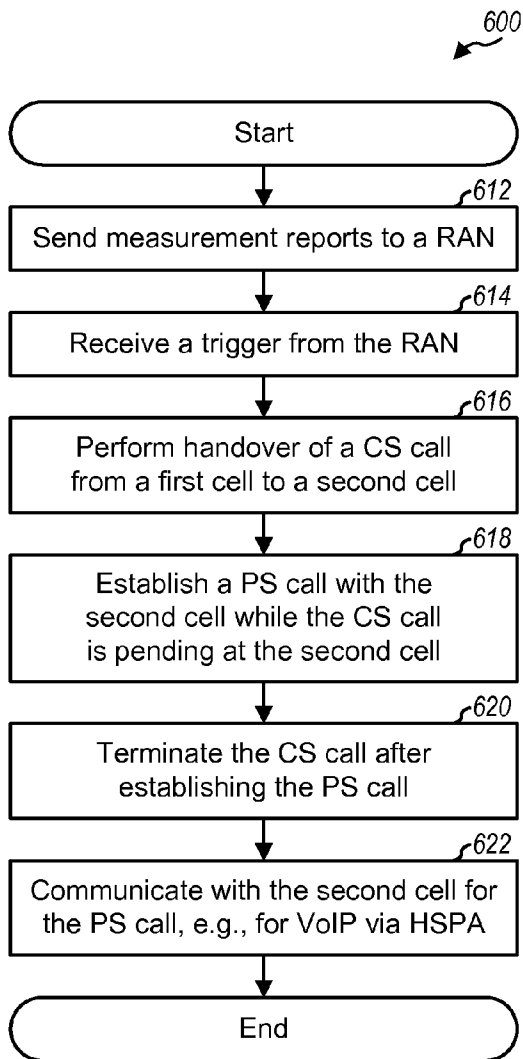 600
Start
612
Send measurement reports to a RAN
614
Receive a trigger from the RAN
616
Perform handover of a CS call
from a first cell to a second cell
618
Establish a PS call with the
second cell while the CS call
is pending at the second cell
620
Terminate the CS call after
establishing the PS call
622
Communicate with the second cell for
the PS call, e.g., for VoIP via HSPA
End